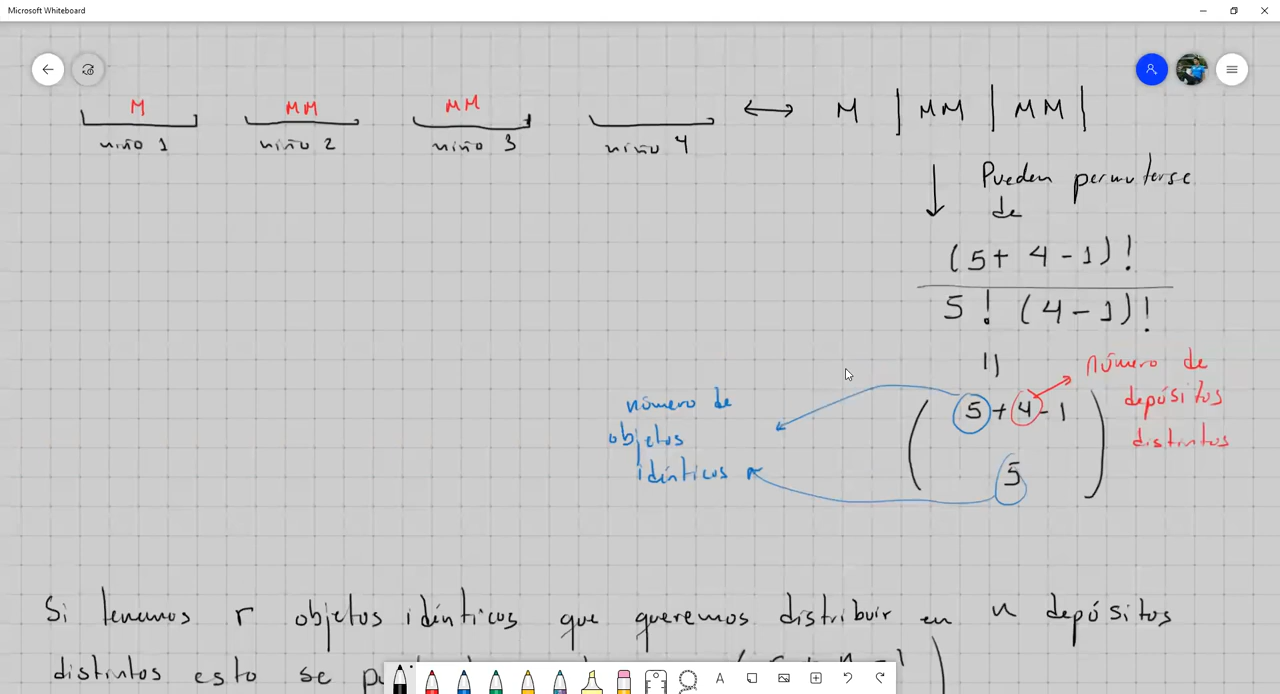 Microsoft Whiteboard
M MM MM ↔ M | MM | MM |
niño 1 niño 2 niño 3 niño 4
↓ Pueden permuterse
de
(5+ 4-1)!
5! (4-1)!
=
número de
depósitos
distintos
(5+4-1)
5
número de
objetos
idénticos
Si tenemos r objetos idénticos que queremos distribuir en n depósitos
distintos esto se
A